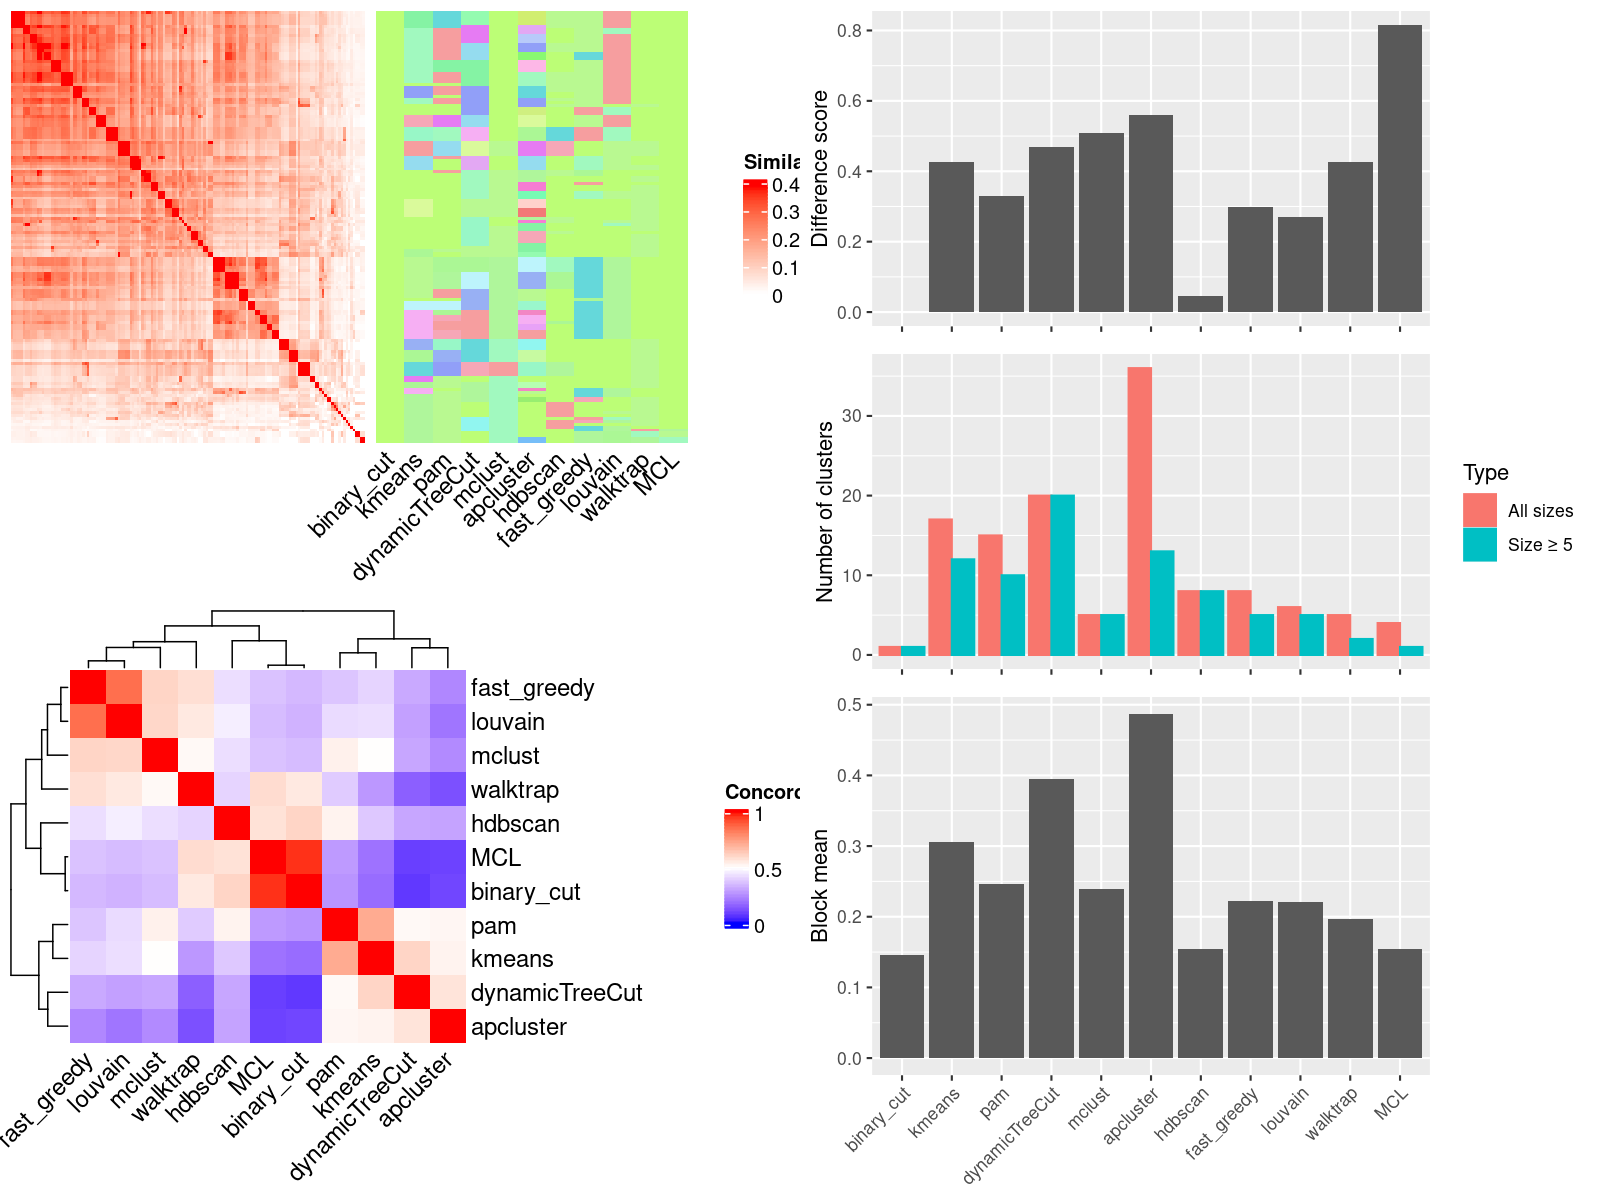 Simila
0.4
0.3
0.2
0.1
0
binary_cut
kmeans
pam
dynamicTreeCut
mclust
apcluster
hdbscan
fast_greedy
louvain
walktrap
MCL
Difference score
0.8
0.6
0.4
0.2
0.0
Number of clusters
30
20
10
0
Type
All sizes
Size ≥ 5
fast_greedy
louvain
mclust
walktrap
hdbscan
MCL
binary_cut
pam
kmeans
dynamicTreeCut
apcluster
fast_greedy
louvain
mclust
walktrap
hdbscan
MCL
binary_cut
pam
kmeans
dynamicTreeCut
apcluster
Concord
1
0.5
0
Block mean
0.5
0.4
0.3
0.2
0.1
0.0
binary_cut
kmeans
pam
dynamicTreeCut
mclust
apcluster
hdbscan
fast_greedy
louvain
walktrap
MCL